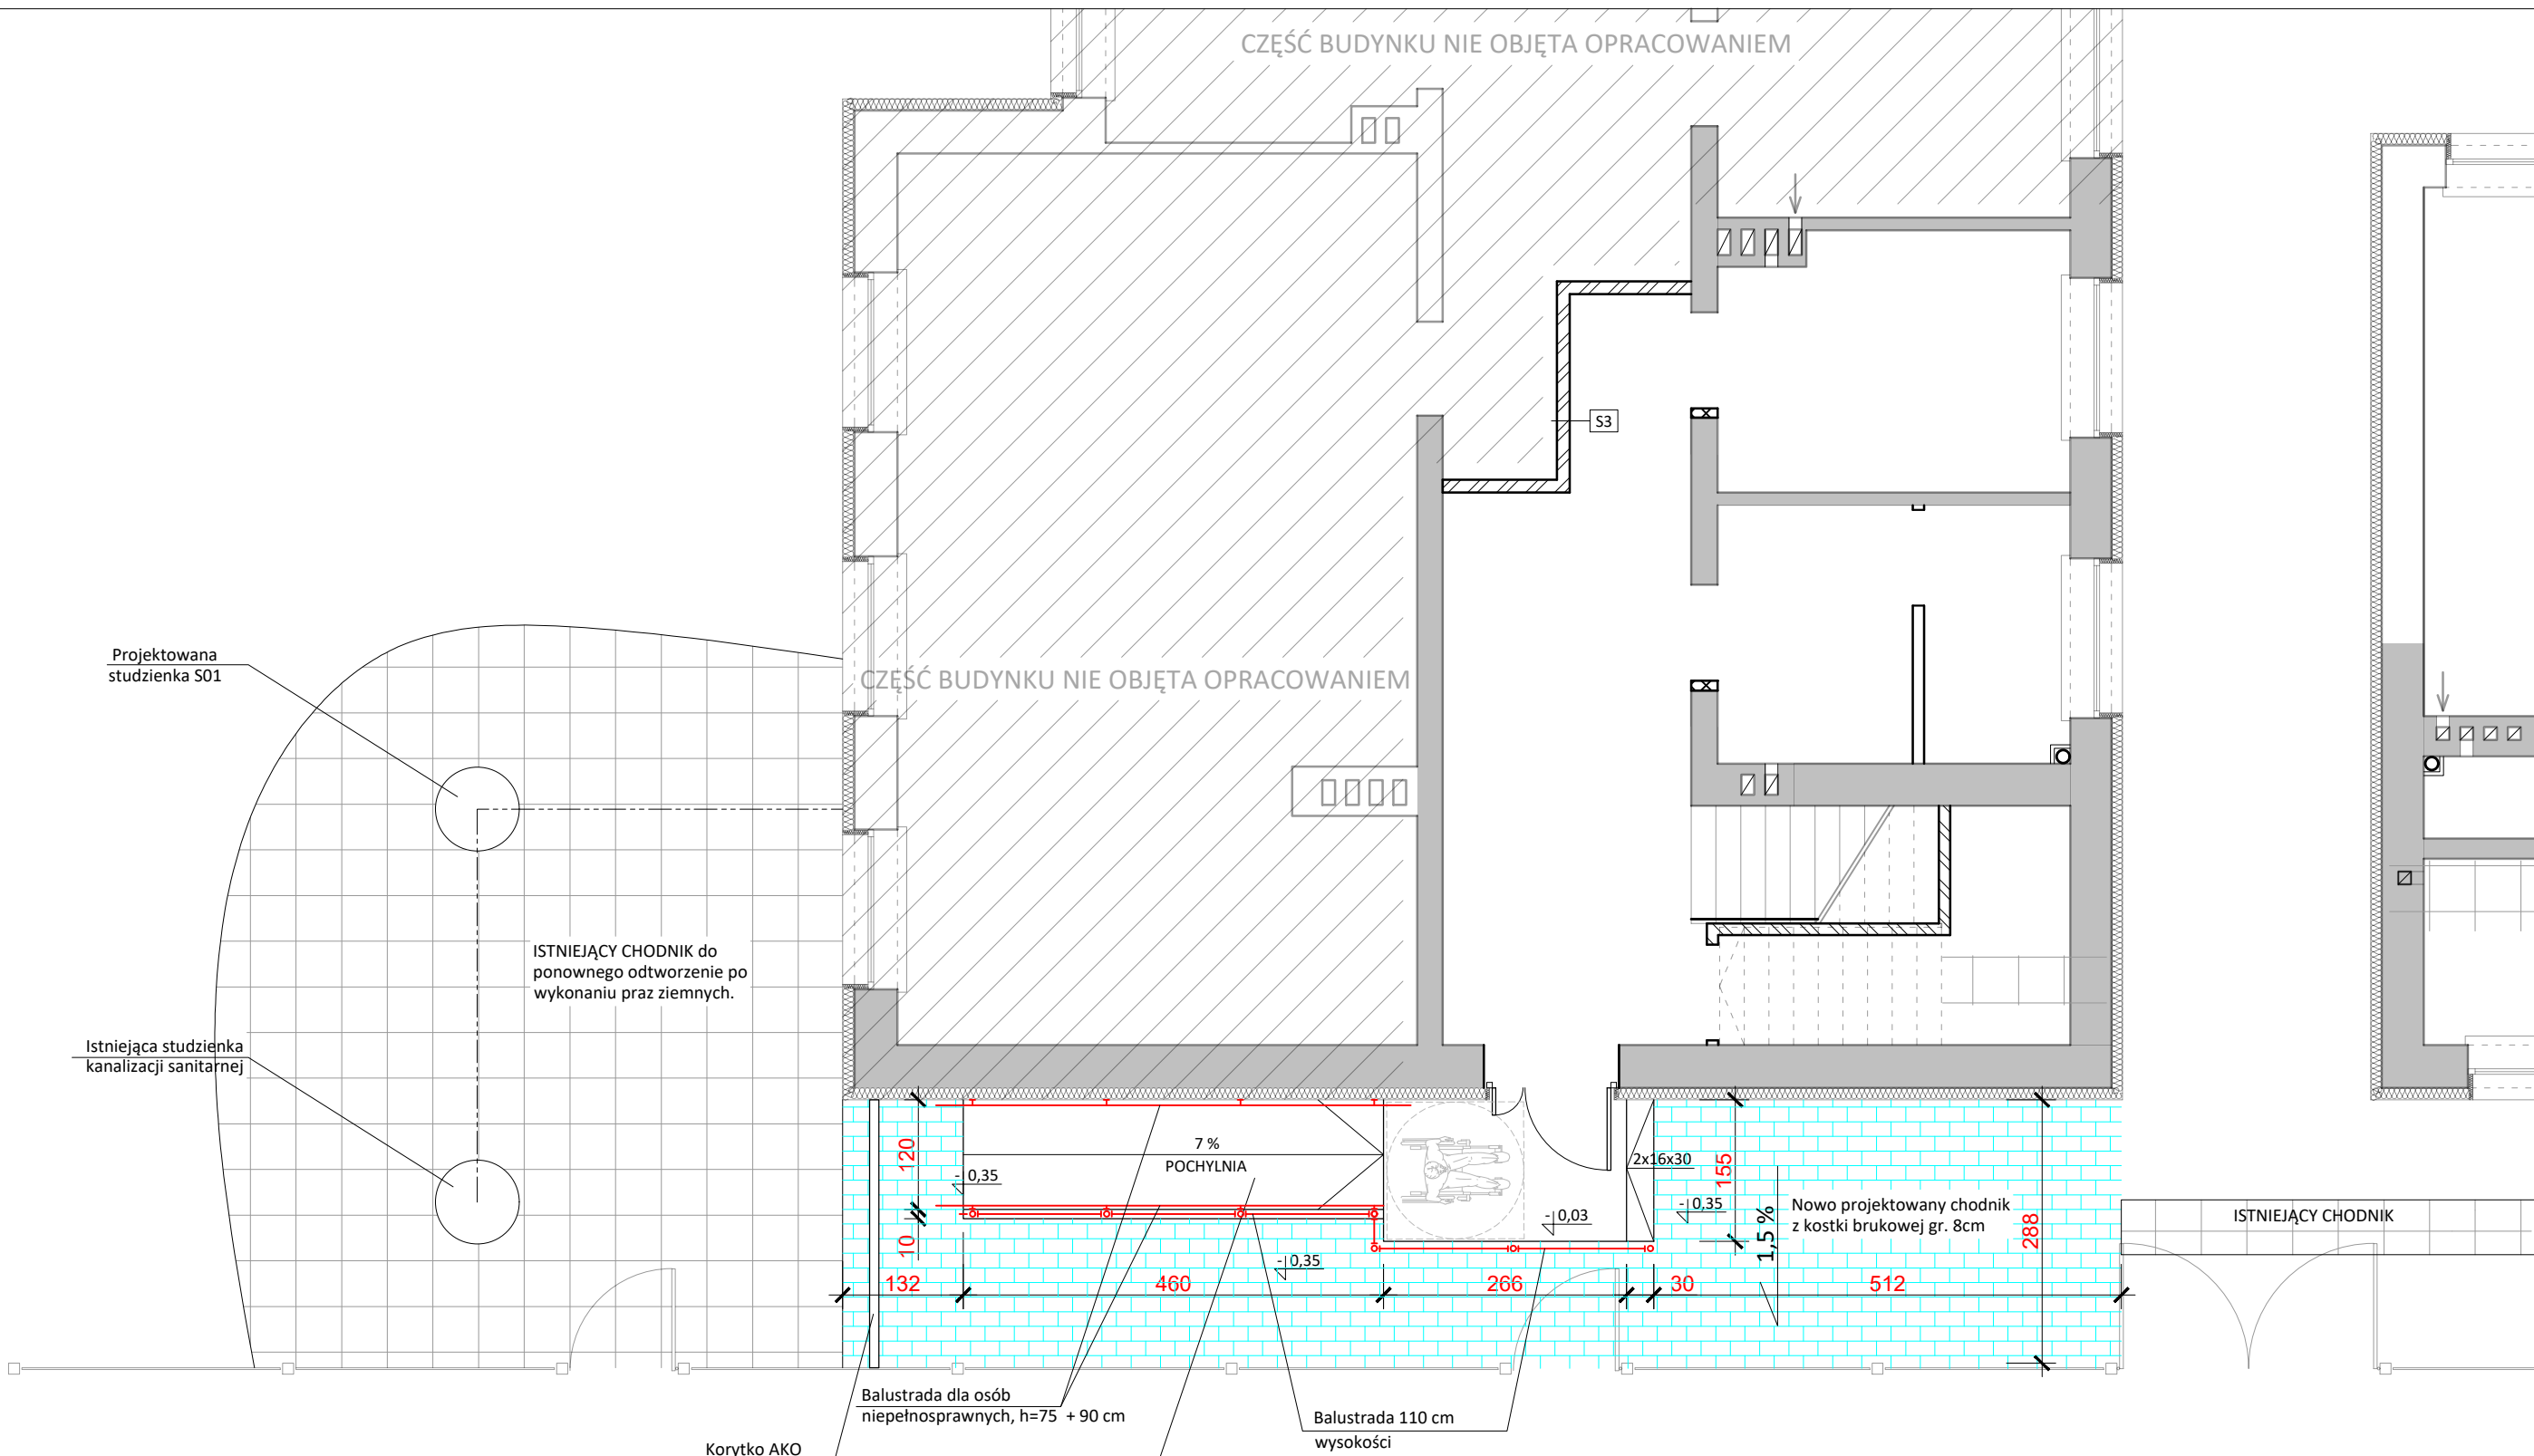 CZĘŚĆ BUDYNKU NIE OBJĘTA OPRACOWANIEM
S3
Projektowana
studzienka S01
CZĘŚĆ BUDYNKU NIE OBJĘTA OPRACOWANIEM
ISTNIEJĄCY CHODNIK do
ponownego odtworzenie po
wykonaniu praz ziemnych.
Istniejąca studzienka
kanalizacji sanitarnej
120
10
-0,35
7 %
POCHYLNIA
-0,35
-0,03
2x16x30
155
-0,35
1,5%
Nowo projektowany chodnik
z kostki brukowej gr. 8cm
288
ISTNIEJĄCY CHODNIK
132
460
266
30
512
Balustrada dla osób
niepełnosprawnych, h=75 + 90 cm
Balustrada 110 cm
wysokości
Korytko AKO